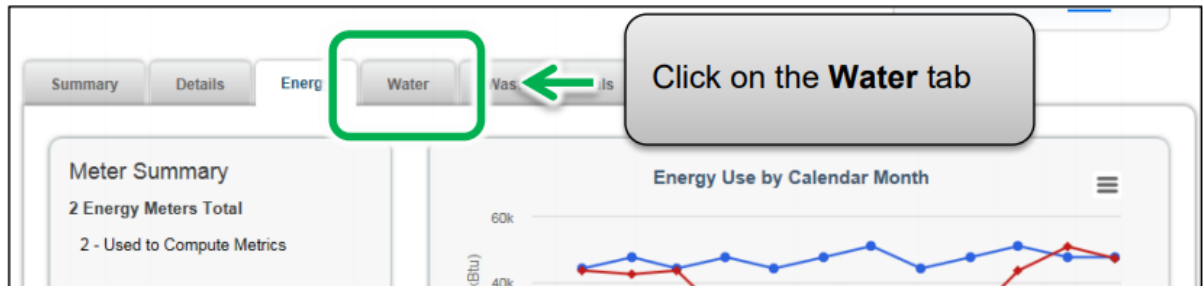 Click on the Water tab
Summary
Details
Energ
Water
Was
ls
Meter Summary
2 Energy Meters Total
2 - Used to Compute Metrics
Energy Use by Calendar Month
60k
40k
Btu)